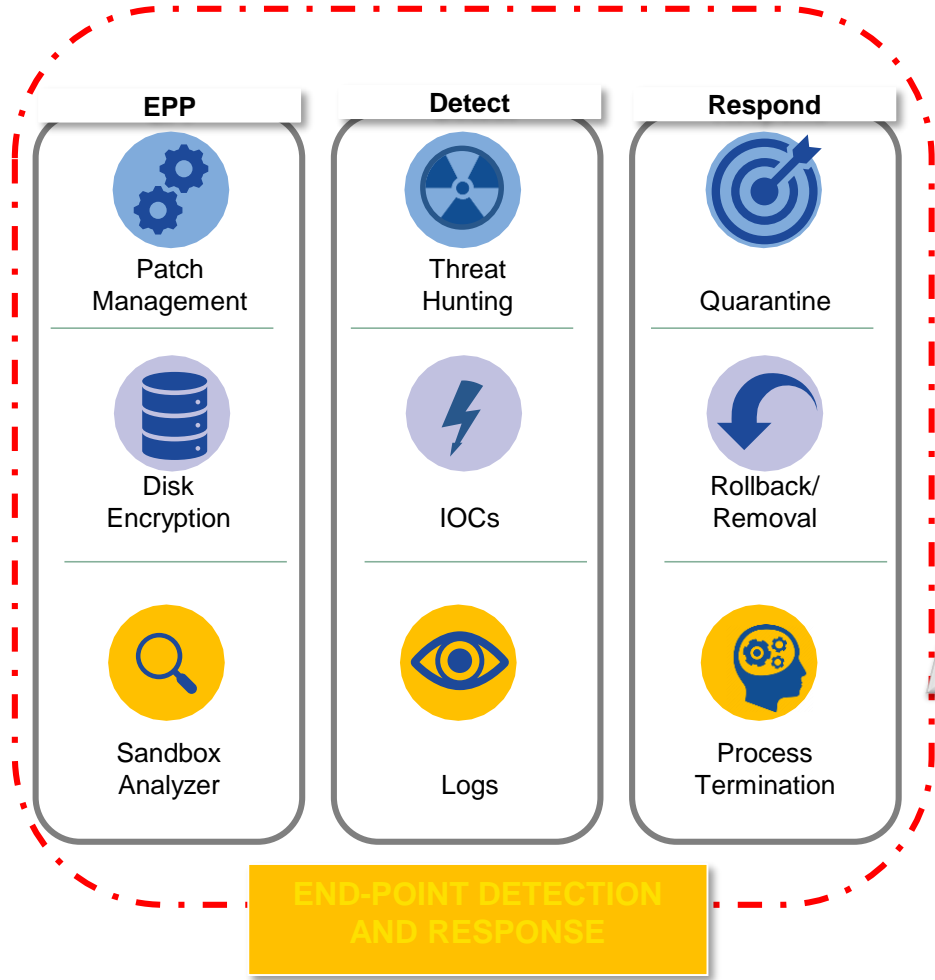 EPP
Patch
Management
Disk
Encryption
Sandbox
Analyzer
Detect
Threat
Hunting
IOCs
Logs
Respond
Quarantine
Rollback/
Removal
Process
Termination
END-POINT DETECTION
AND RESPONSE